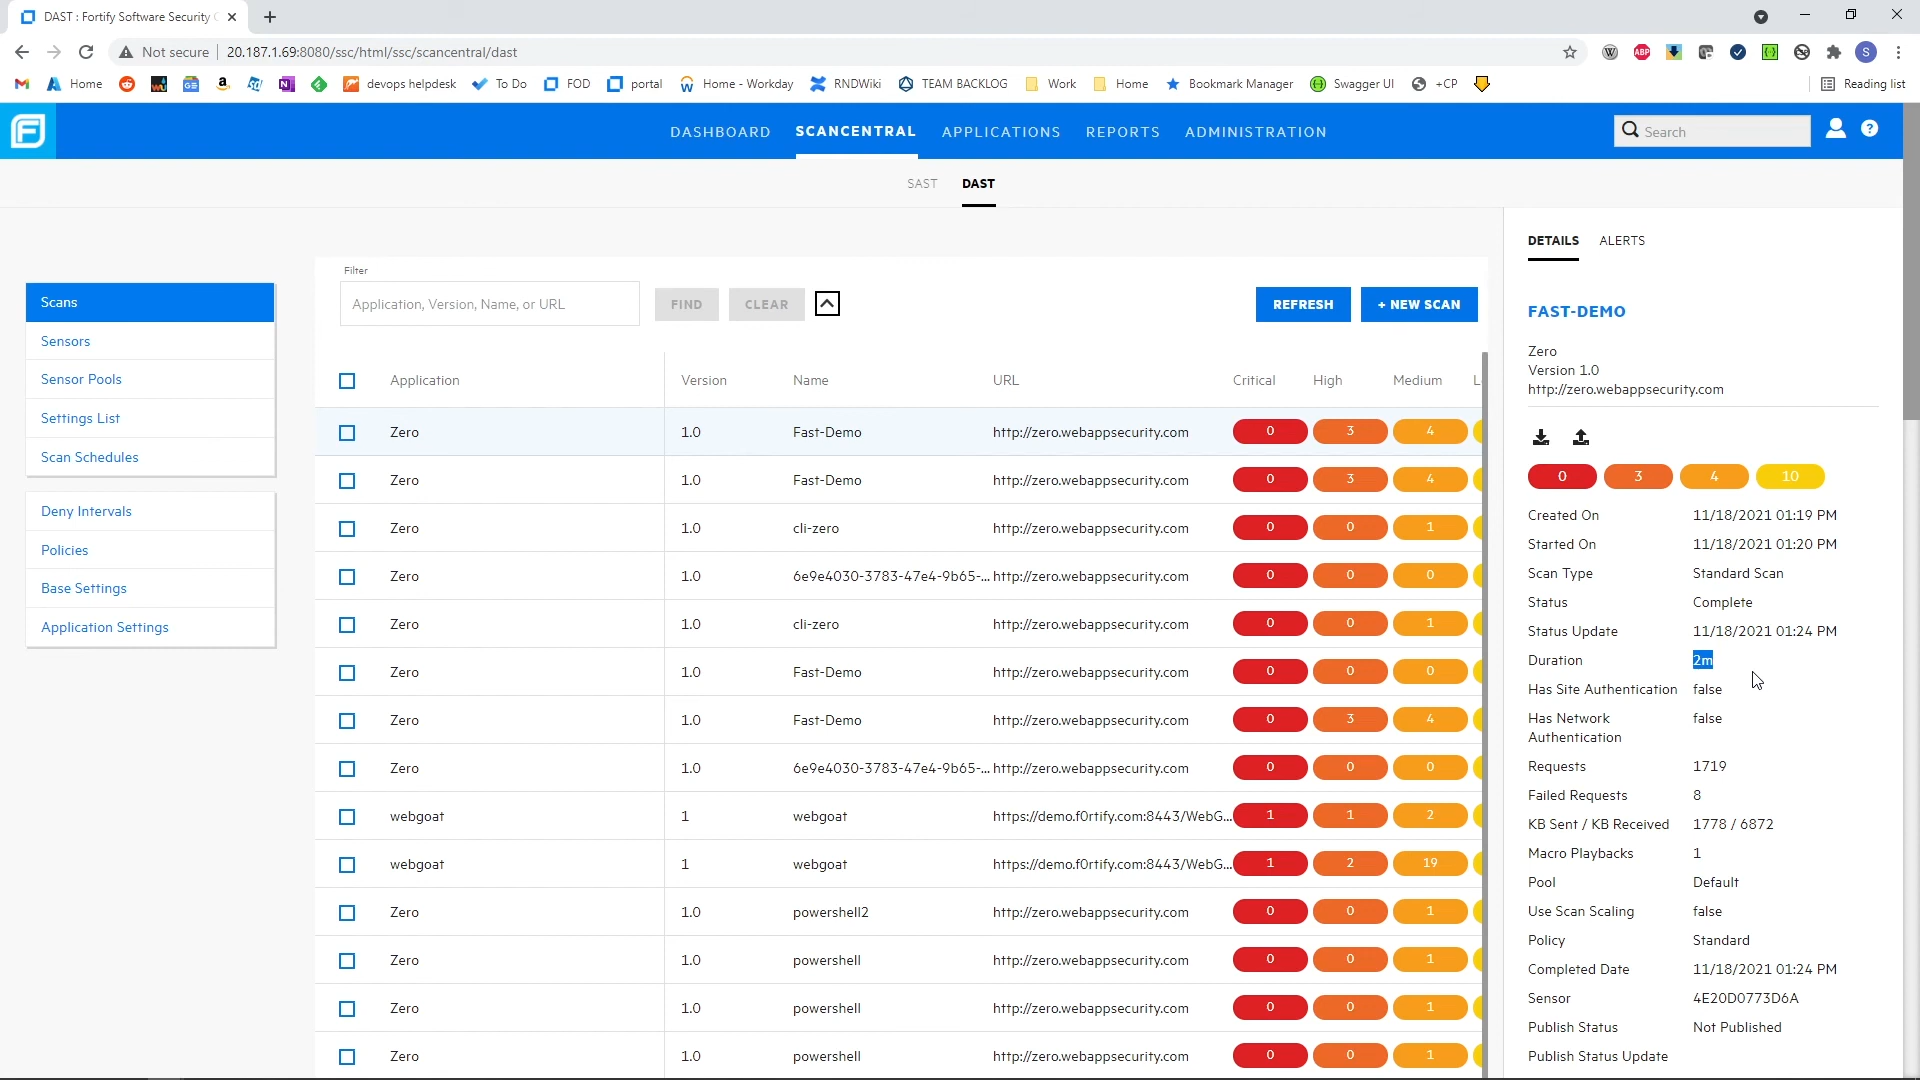 DAST : Fortify Software Security
Not secure
20.187.1.69:8080/ssc/html/ssc/scancentral/dast
ABP
S
Home
devops helpdesk
To Do
FOD
portal
Home - Workday
RNDWiki
TEAM BACKLOG
Work
Home
Bookmark Manager
Swagger UI
+CP
Reading list
DASHBOARD
SCANCENTRAL
APPLICATIONS
REPORTS
ADMINISTRATION
Search
SAST
DAST
Scans
Sensors
Sensor Pools
Settings List
Scan Schedules
Deny Intervals
Policies
Base Settings
Application Settings
Filter
Application, Version, Name, or URL
FIND
CLEAR
REFRESH
+ NEW SCAN
Application Version Name URL Critical High Medium
Zero 1.0 Fast-Demo http://zero.webappsecurity.com 0 3 4
Zero 1.0 Fast-Demo http://zero.webappsecurity.com 0 3 4
Zero 1.0 cli-zero http://zero.webappsecurity.com 0 0 1
Zero 1.0 6e9e4030-3783-47e4-9b65-... http://zero.webappsecurity.com 0 0 0
Zero 1.0 cli-zero http://zero.webappsecurity.com 0 0 1
Zero 1.0 Fast-Demo http://zero.webappsecurity.com 0 0 0
Zero 1.0 Fast-Demo http://zero.webappsecurity.com 0 3 4
Zero 1.0 6e9e4030-3783-47e4-9b65-... http://zero.webappsecurity.com 0 0 0
webgoat 1 webgoat https://demo.f0rtify.com:8443/WebG... 1 1 2
webgoat 1 webgoat https://demo.f0rtify.com:8443/WebG... 1 2 19
Zero 1.0 powershell2 http://zero.webappsecurity.com 0 0 1
Zero 1.0 powershell http://zero.webappsecurity.com 0 0 1
Zero 1.0 powershell http://zero.webappsecurity.com 0 0 1
Zero 1.0 powershell http://zero.webappsecurity.com 0 0 1
DETAILS
ALERTS
FAST-DEMO
Zero
Version 1.0
http://zero.webappsecurity.com
0 3 4 10
Created On 11/18/2021 01:19 PM
Started On 11/18/2021 01:20 PM
Scan Type Standard Scan
Status Complete
Status Update 11/18/2021 01:24 PM
Duration 2m
Has Site Authentication false
Has Network false
Authentication
Requests 1719
Failed Requests 8
KB Sent / KB Received 1778 / 6872
Macro Playbacks 1
Pool Default
Use Scan Scaling false
Policy Standard
Completed Date 11/18/2021 01:24 PM
Sensor 4E20D0773D6A
Publish Status Not Published
Publish Status Update